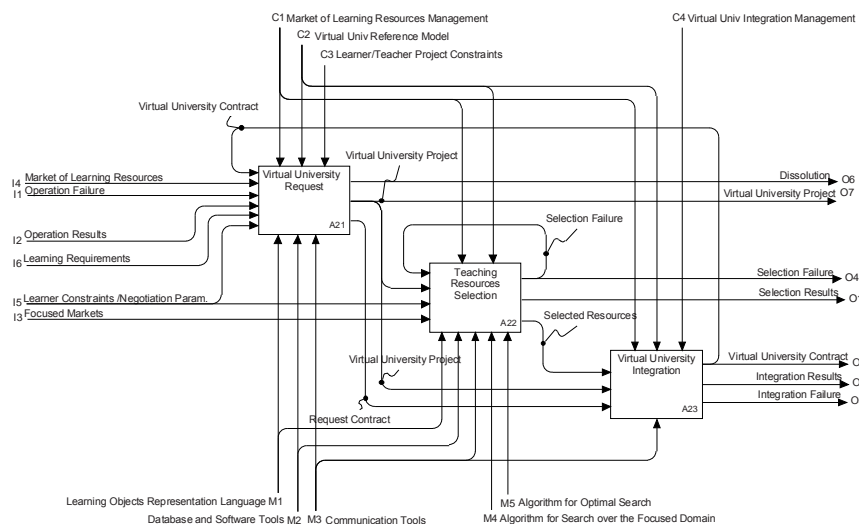 C1 Market of Learning Resources Management
C4 Virtual Univ Integration Management
C2 Virtual Univ Reference Model
C3 Learner/Teacher Project Constraints
Virtual University Contract
Virtual University Project
I4 Market of Learning Resources
I1 Operation Failure
Virtual University
Request
A21
Dissolution O6
Virtual University Project O7
Selection Failure
I2 Operation Results
I6 Learning Requirements
Teaching
Resources
Selection
A22
Selection Failure O4
Selection Results O
I5 Learner Constraints /Negotiation Param.
I3 Focused Markets
Selected Resources
Virtual University Project
Virtual University
Integration
A23
Virtual University Contract O
Integration Results O
Integration Failure O
Request Contract
Learning Objects Representation Language M1
M5 Algorithm for Optimal Search
Database and Software Tools M2
M3 Communication Tools
M4 Algorithm for Search over the Focused Domain